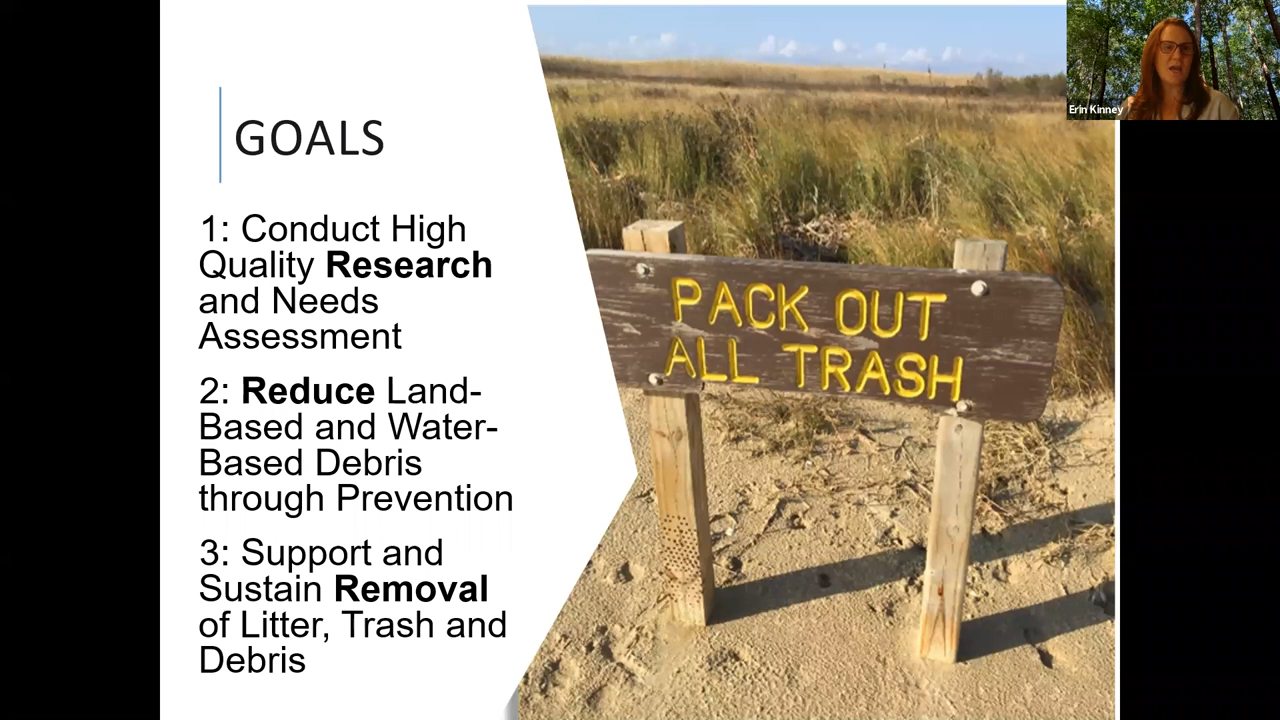 GOALS
1: Conduct High
Quality Research
and Needs
Assessment
2: Reduce Land-
Based and Water-
Based Debris
through Prevention
3: Support and
Sustain Removal
of Litter, Trash and
Debris
PACK OUT
ALL TRASH
Erin Kinney